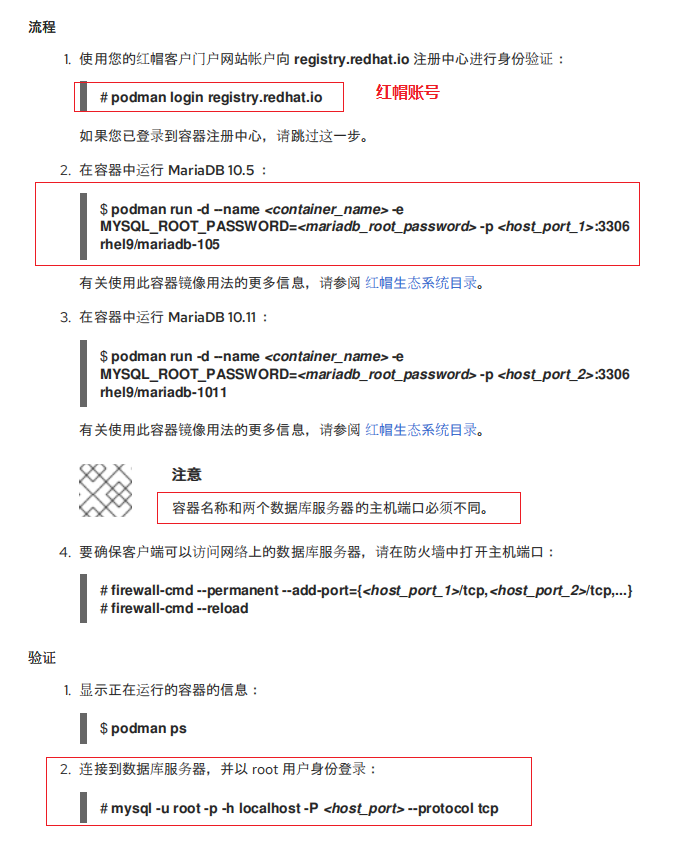 流程
1. 使用您的红帽客户门户网站帐户向 registry.redhat.io 注册中心进行身份验证：
# podman login registry.redhat.io
红帽账号
如果您已登录到容器注册中心，请跳过这一步。
2. 在容器中运行 MariaDB 10.5：
$ podman run -d --name <container_name> -e
MYSQL_ROOT_PASSWORD=<mariadb_root_password> -p <host_port_1>:3306
rhel9/mariadb-105
有关使用此容器镜像用法的更多信息，请参阅 红帽生态系统目录。
3. 在容器中运行 MariaDB 10.11：
$ podman run -d --name <container_name> -e
MYSQL_ROOT_PASSWORD=<mariadb_root_password> -p <host_port_2>:3306
rhel9/mariadb-1011
有关使用此容器镜像用法的更多信息，请参阅 红帽生态系统目录。
注意
容器名称和两个数据库服务器的主机端口必须不同。
4. 要确保客户端可以访问网络上的数据库服务器，请在防火墙中打开主机端口：
# firewall-cmd --permanent --add-port={<host_port_1>/tcp,<host_port_2>/tcp,...}
# firewall-cmd --reload
验证
1. 显示正在运行的容器的信息：
$ podman ps
2. 连接到数据库服务器，并以 root 用户身份登录：
# mysql -u root -p -h localhost -P <host_port> --protocol tcp